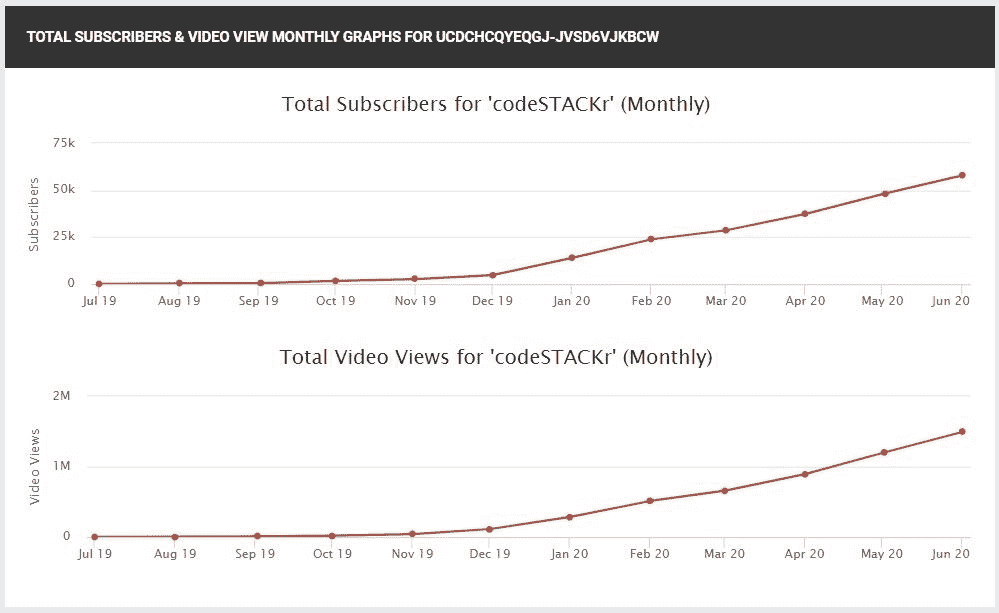 TOTAL SUBSCRIBERS & VIDEO VIEW MONTHLY GRAPHS FOR UCDCHCQYEQGJ-JVSD6VJKBCW
Total Subscribers for 'codeSTACKr' (Monthly)
75k
50k
25k
0
Subscribers
Jul 19 Aug 19 Sep 19 Oct 19 Nov 19 Dec 19 Jan 20 Feb 20 Mar 20 Apr 20 May 20 Jun 20
Total Video Views for 'codeSTACKr' (Monthly)
2M
1M
0
Video Views
Jul 19 Aug 19 Sep 19 Oct 19 Nov 19 Dec 19 Jan 20 Feb 20 Mar 20 Apr 20 May 20 Jun 20